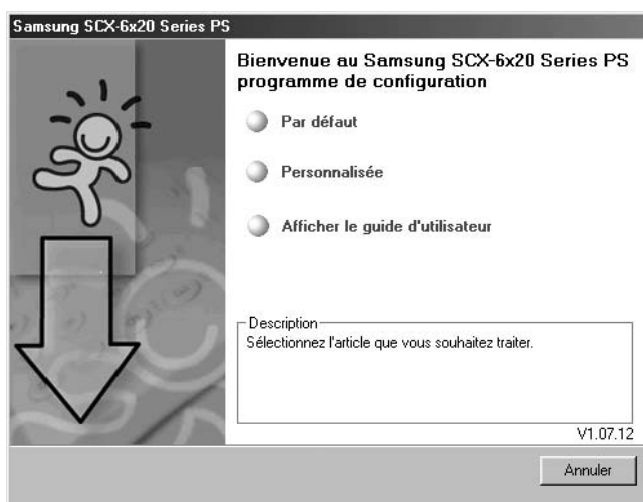 Samsung SCX-6x20 Series PS
Bienvenue au Samsung SCX-6x20 Series PS
programme de configuration
Par défaut
Personnalisée
Afficher le guide d'utilisateur
Description
Sélectionnez l'article que vous souhaitez traiter.
V1.07.12
Annuler